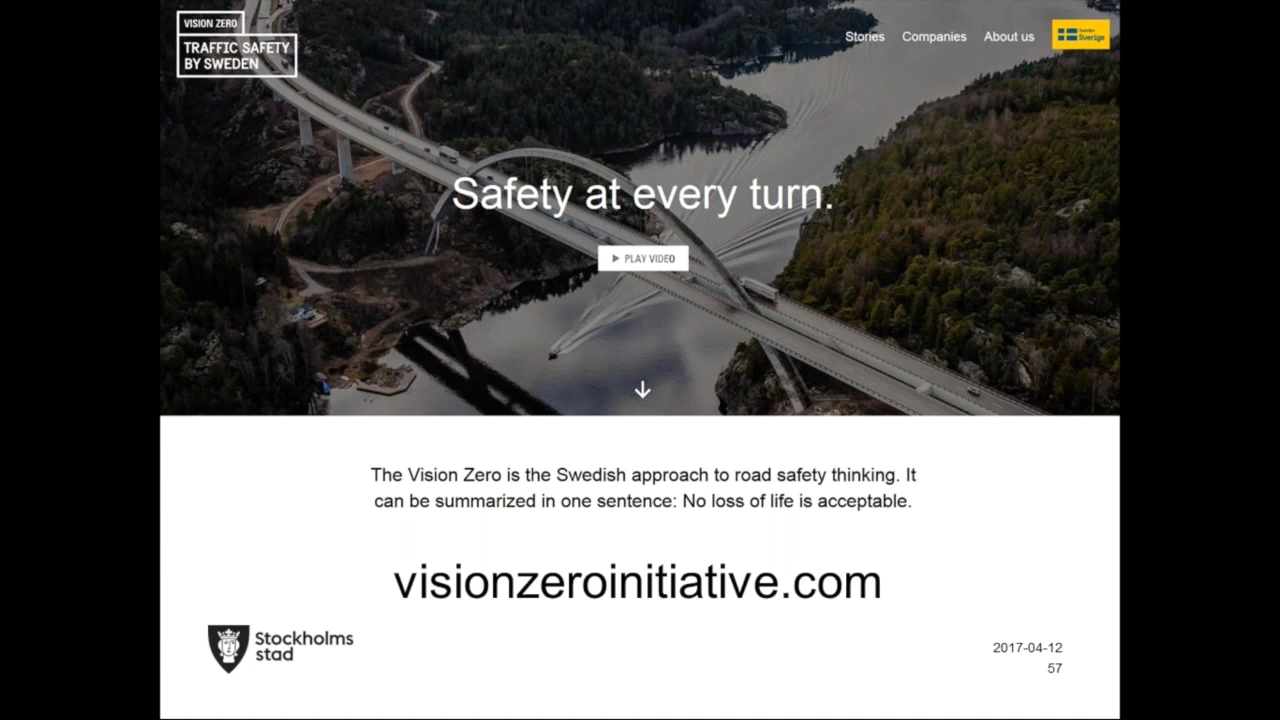 VISION ZERO
TRAFFIC SAFETY
BY SWEDEN
Stories Companies About us
Sweden
Sverige
Safety at every turn.
PLAY VIDEO
The Vision Zero is the Swedish approach to road safety thinking. It
can be summarized in one sentence: No loss of life is acceptable.
visionzeroinitiative.com
Stockholms
stad
2017-04-12
57